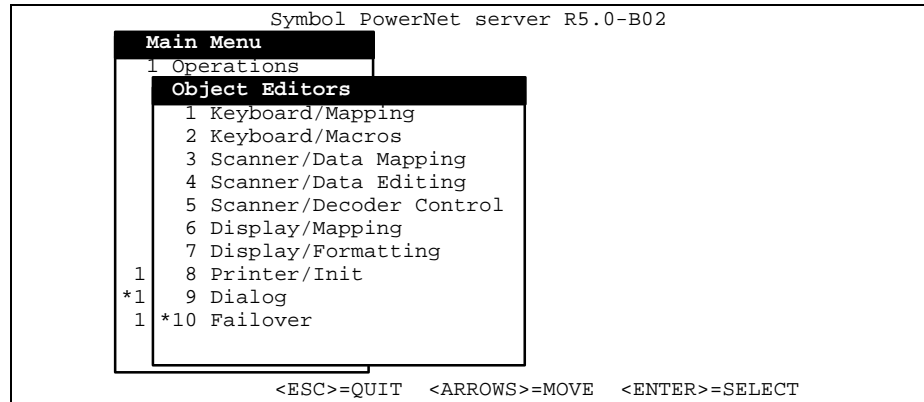 Symbol PowerNet server R5.0-B02
Main Menu
1 Operations
Object Editors
1 Keyboard/Mapping
2 Keyboard/Macros
3 Scanner/Data Mapping
4 Scanner/Data Editing
5 Scanner/Decoder Control
6 Display/Mapping
7 Display/Formatting
1 8 Printer/Init
*1 9 Dialog
1 *10 Failover
<ESC>=QUIT <ARROWS>=MOVE <ENTER>=SELECT